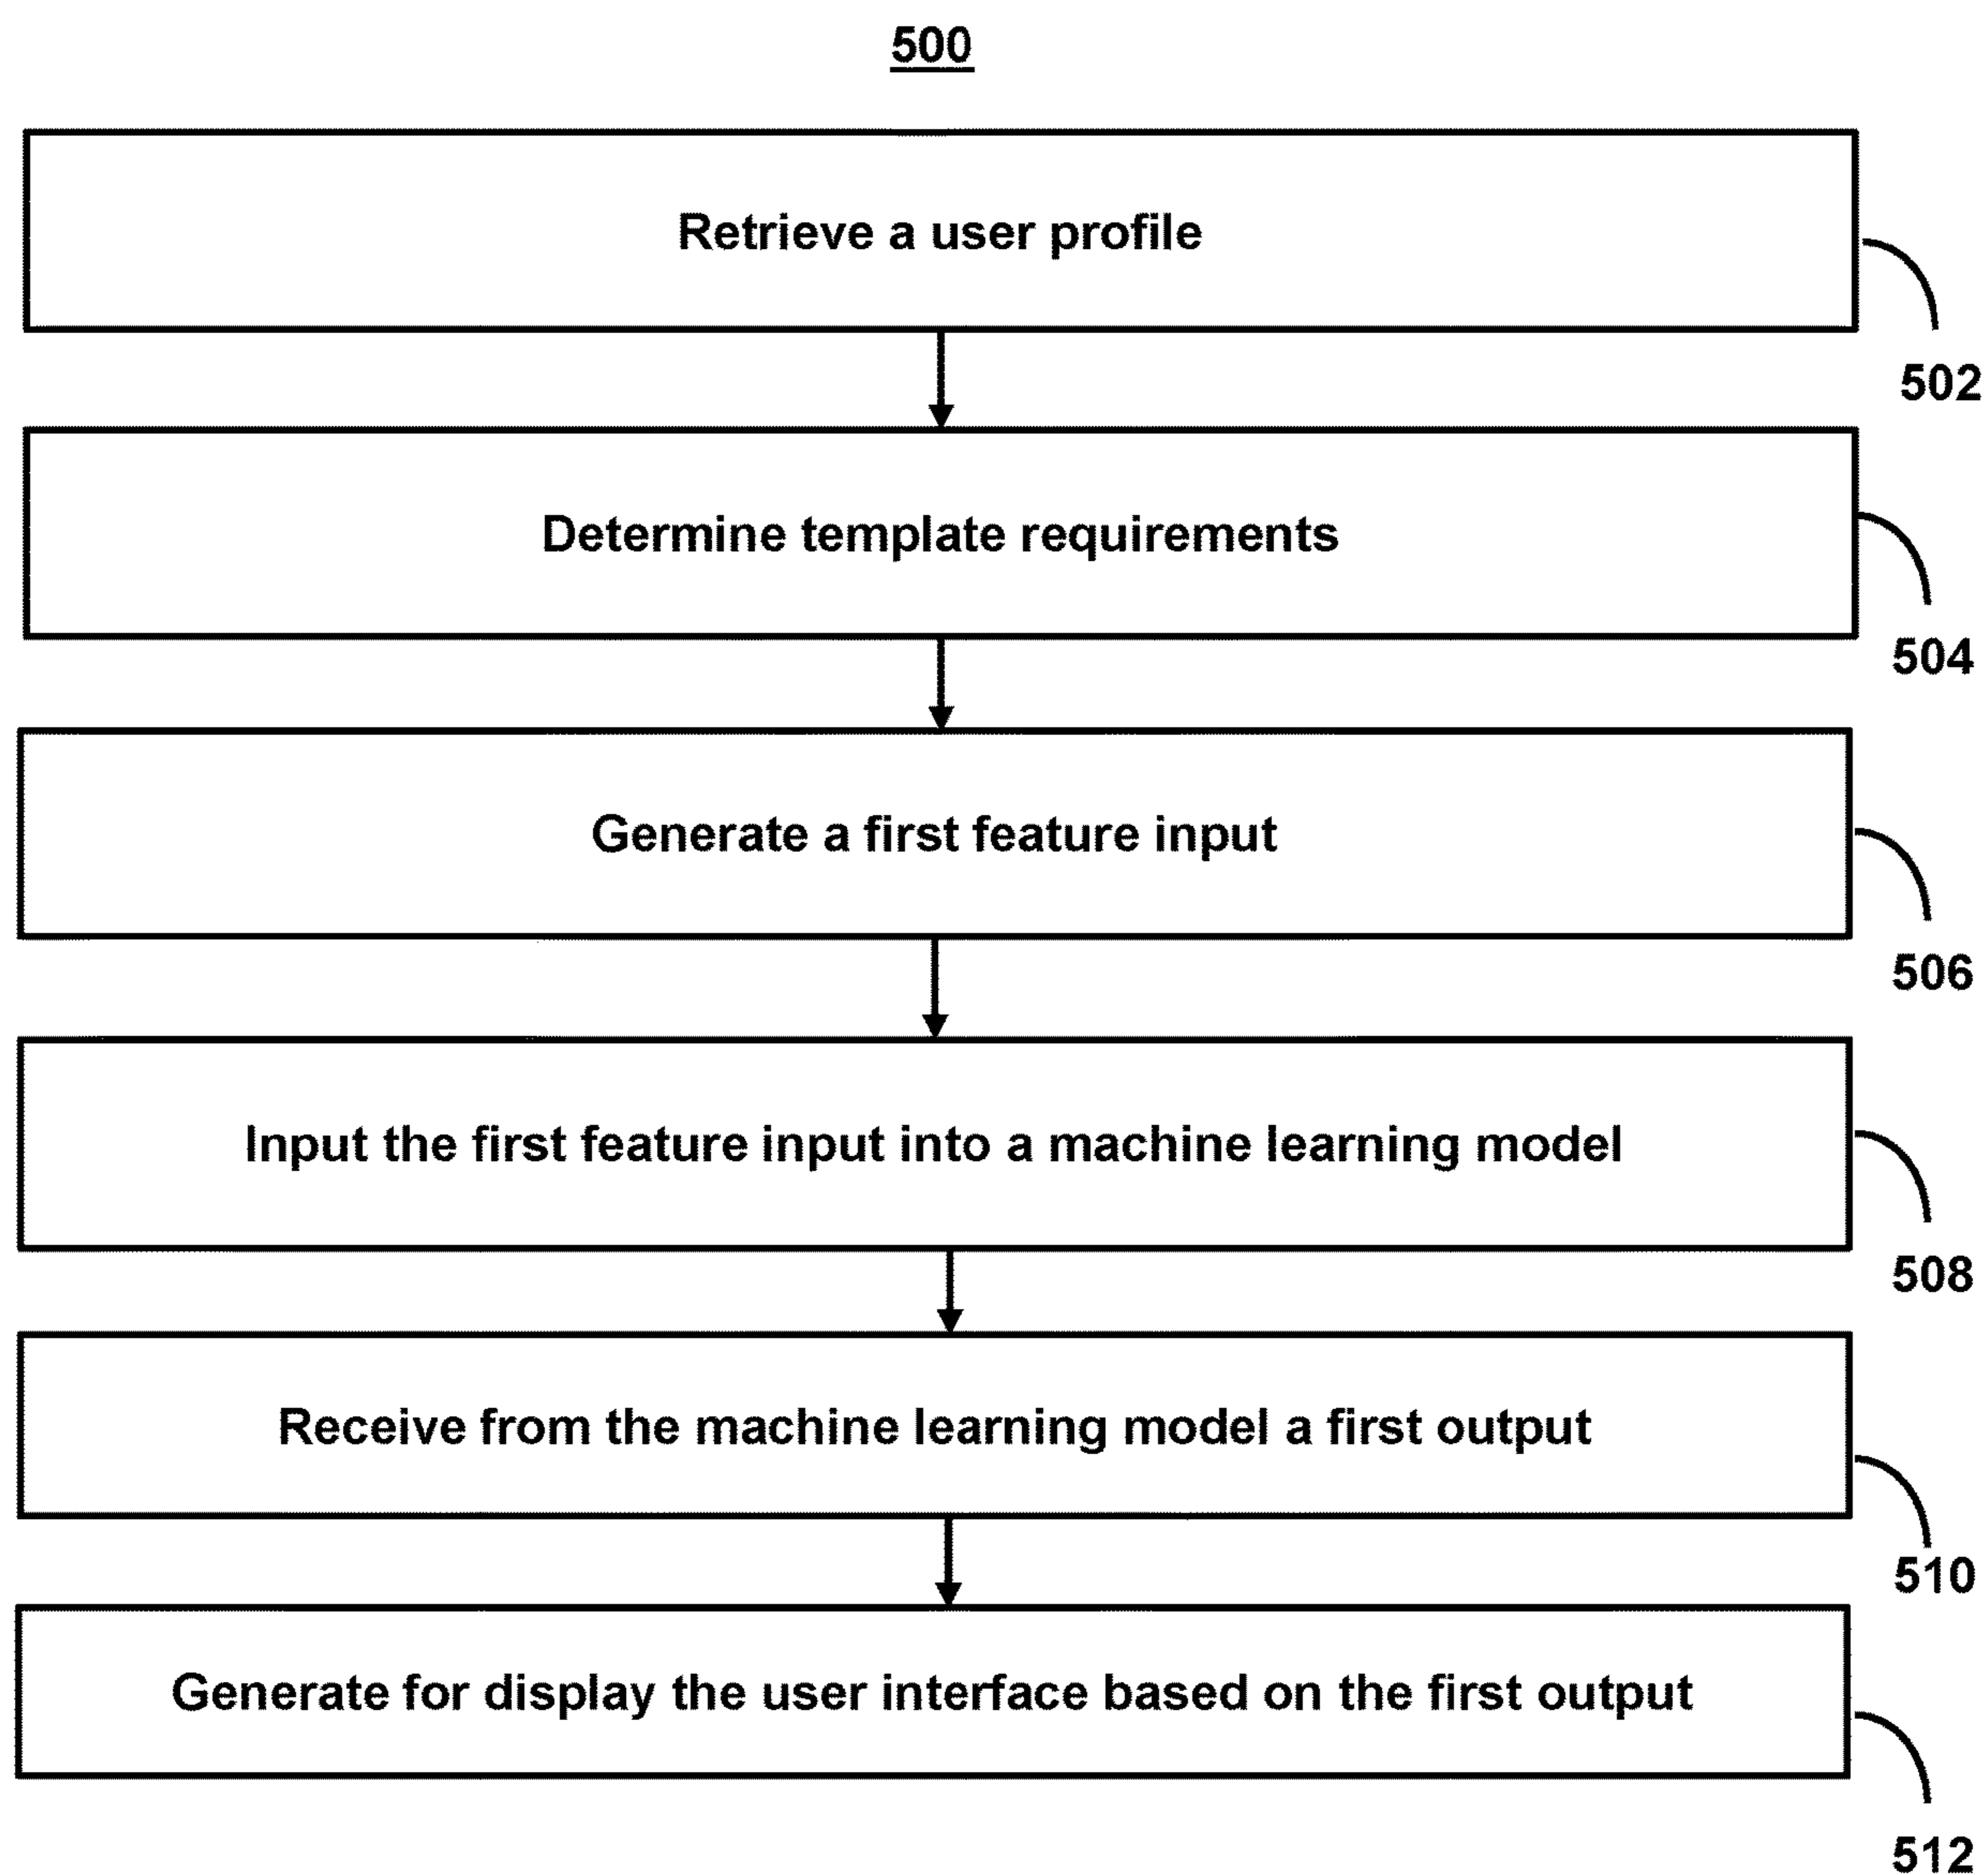 500
Retrieve a user profile
502
Determine template requirements
504
Generate a first feature input
506
Input the first feature input into a machine learning model
508
Receive from the machine learning model a first output
510
Generate for display the user interface based on the first output
512